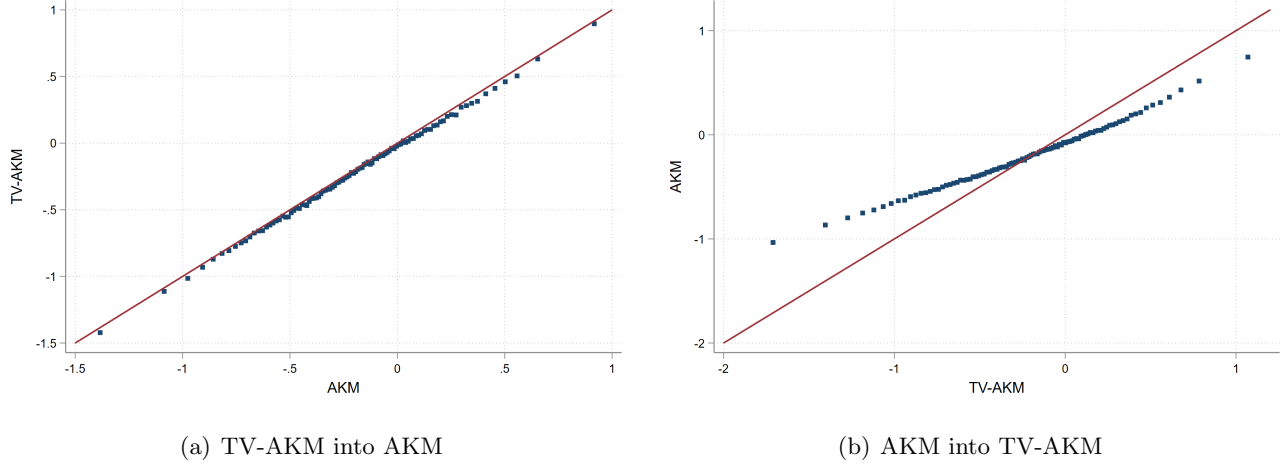 1
.5
0
-.5
-1
-1.5
TV-AKM
-1.5 -1 -.5 0 .5 1
AKM
(a) TV-AKM into AKM
1
0
-1
-2
AKM
-2 -1 0 1
TV-AKM
(b) AKM into TV-AKM